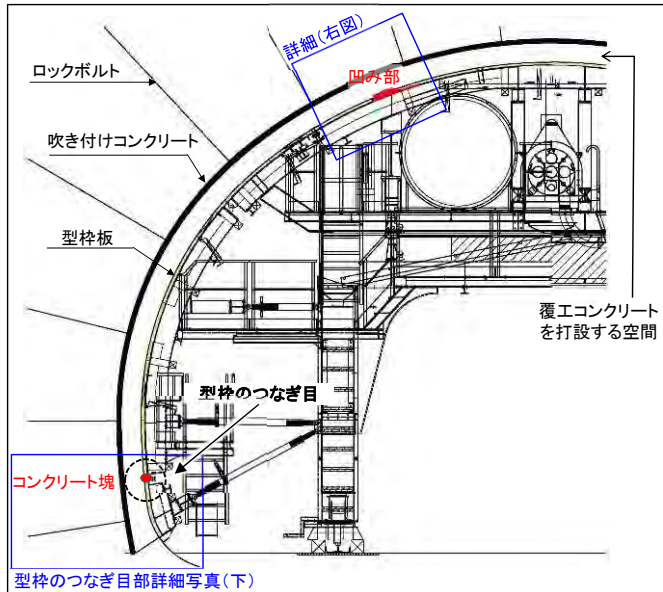 詳細(右図)
凹み部
ロックボルト
吹き付けコンクリート
型枠板
覆工コンクリート
を打設する空間
型枠のつなぎ目
コンクリート塊
型枠のつなぎ目部詳細写真(下)